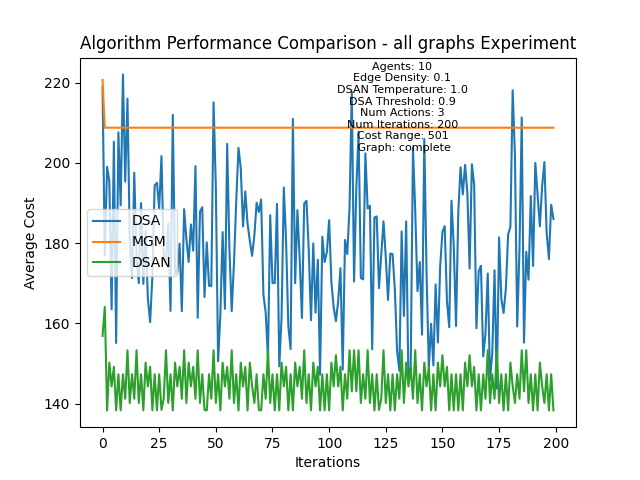 Algorithm Performance Comparison - all graphs Experiment
Agents: 10
Edge Density: 0.1
DSAN Temperature: 1.0
DSA Threshold: 0.9
Num Actions: 3
Num Iterations: 200
Cost Range: 501
Graph: complete
220
200
180
160
140
Average Cost
DSA
MGM
DSAN
0
25
50
75
100
125
150
175
200
Iterations